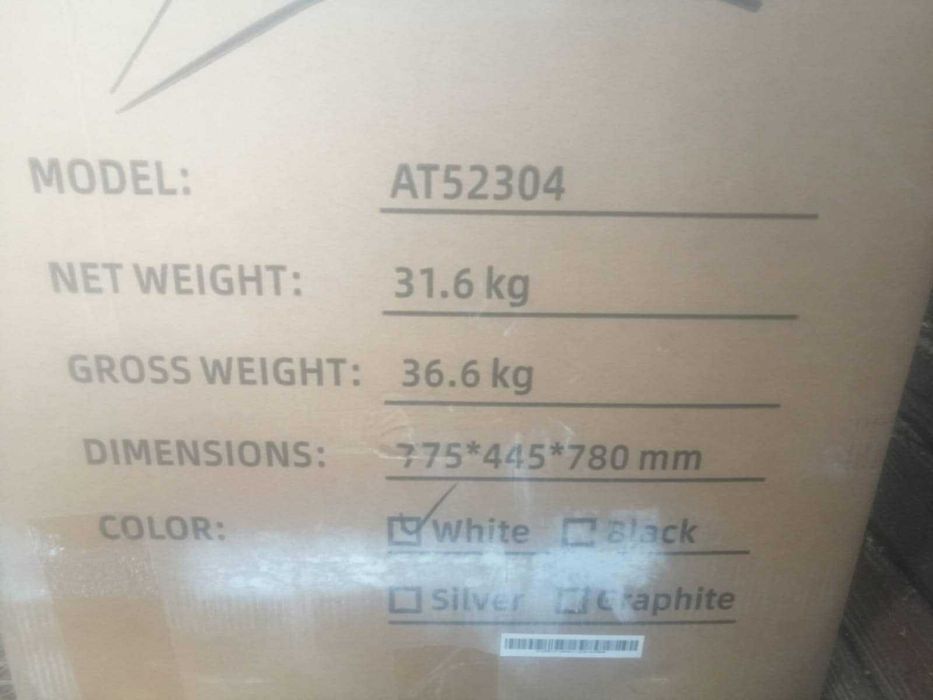 MODEL: AT52304
NET WEIGHT: 31.6 kg
GROSS WEIGHT: 36.6 kg
DIMENSIONS: 775*445*780 mm
COLOR: White Black
Silver Graphite